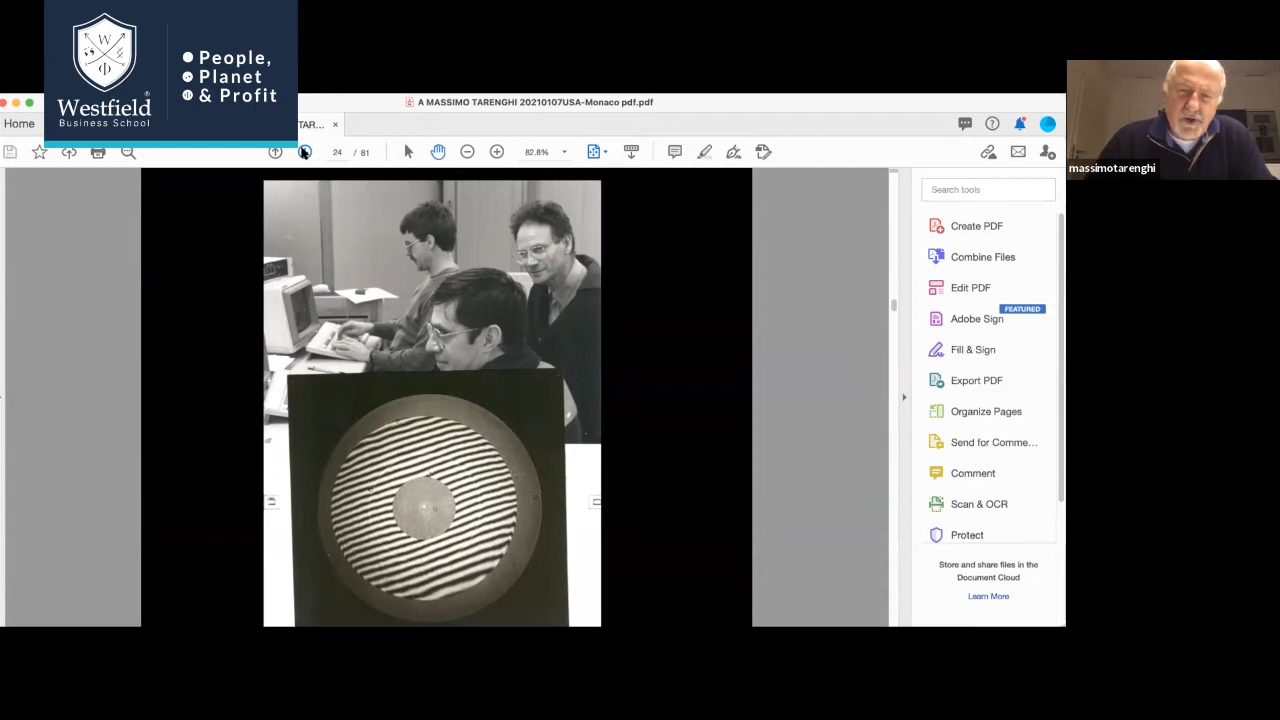 W
Φ
Westfield®
Business School
People,
Planet
& Profit
A MASSIMO TARENGHI 20210107USA-Monaco pdf.pdf
Home
TAR... ×
24 / 81
82.8%
massimotarenghi
Search tools
Create PDF
Combine Files
Edit PDF
FEATURED
Adobe Sign
Fill & Sign
Export PDF
Organize Pages
Send for Comme...
Comment
Scan & OCR
Protect
Store and share files in the
Document Cloud
Learn More